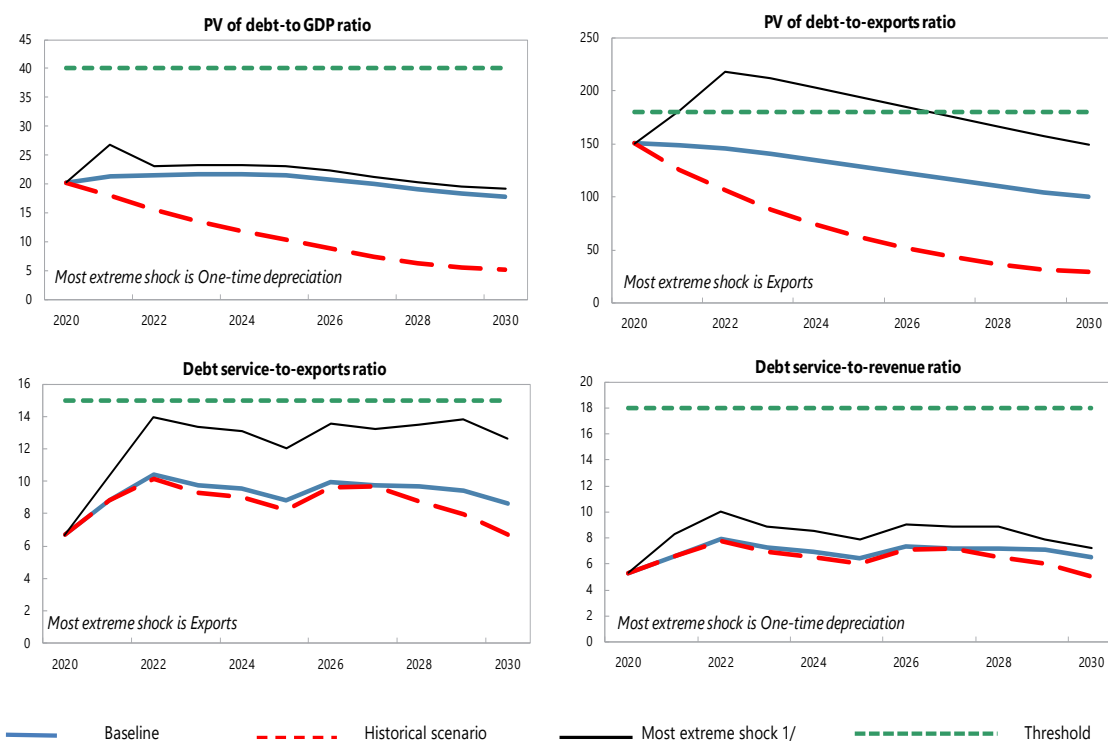 PV of debt-to GDP ratio
45
40
35
30
25
20
15
10
5
0
Most extreme shock is One-time depreciation
2020 2022 2024 2026 2028 2030
PV of debt-to-exports ratio
250
200
150
100
50
0
Most extreme shock is Exports
2020 2022 2024 2026 2028 2030
Debt service-to-exports ratio
16
14
12
10
8
6
4
2
0
Most extreme shock is Exports
2020 2022 2024 2026 2028 2030
Debt service-to-revenue ratio
20
18
16
14
12
10
8
6
4
2
0
Most extreme shock is One-time depreciation
2020 2022 2024 2026 2028 2030
Baseline Historical scenario Most extreme shock 1/ Threshold